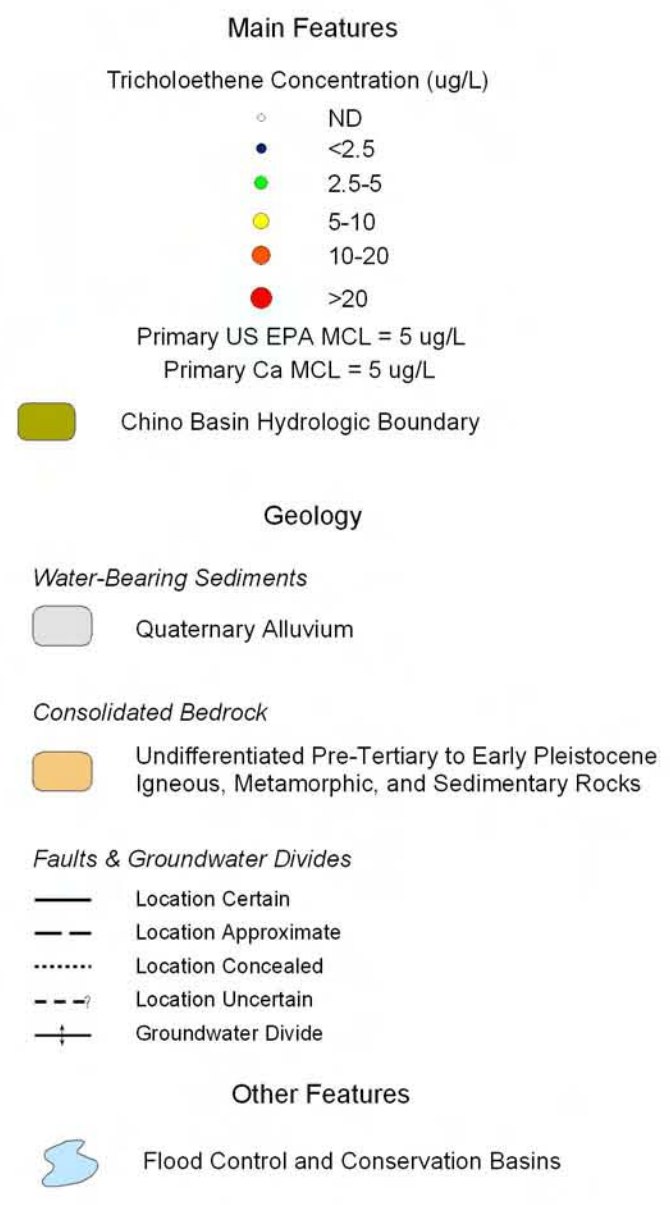 Main Features
Tricholoethene Concentration (ug/L)
ND
<2.5
2.5-5
5-10
10-20
>20
Primary US EPA MCL = 5 ug/L
Primary Ca MCL = 5 ug/L
Chino Basin Hydrologic Boundary
Geology
Water-Bearing Sediments
Quaternary Alluvium
Consolidated Bedrock
Undifferentiated Pre-Tertiary to Early Pleistocene
Igneous, Metamorphic, and Sedimentary Rocks
Faults & Groundwater Divides
Location Certain
Location Approximate
Location Concealed
? Location Uncertain
Groundwater Divide
Other Features
Flood Control and Conservation Basins